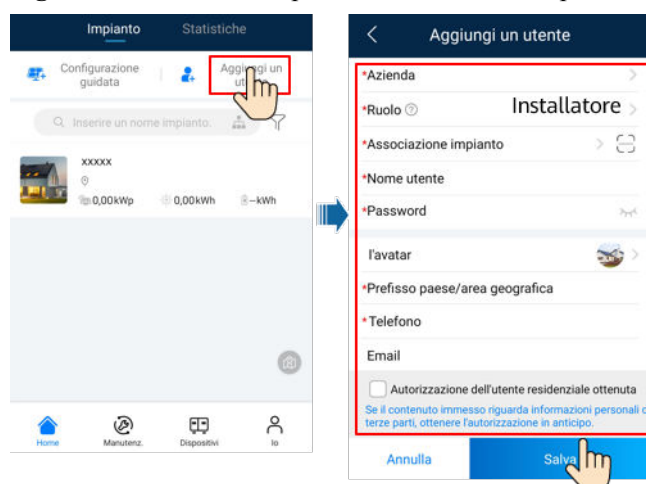 Impianto Statistiche
Configurazione guidata
Aggiungi un
Inserire un nome impianto.
xxxxx
0,00kWp 0,00kWh --kWh
Home Manutenz. Dispositivi Io
Aggiungi un utente
*Azienda
*Ruolo Installatore
*Associazione impianto
*Nome utente
*Password
l'avatar
*Prefisso paese/area geografica
*Telefono
Email
Autorizzazione dell'utente residenziale ottenuta
Se il contenuto immesso riguarda informazioni personali
terze parti, ottenere l'autorizzazione in anticipo.
Annulla Salva